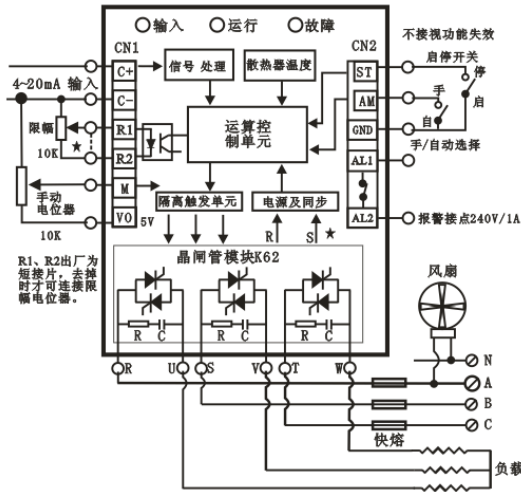 输入 运行 故障
CN1
CN2
不接视功能失效
启停开关
停
启
手
自
手/自动选择
C+
4~20mA 输入
C-
限幅
R1
★
10K
R2
手动
电位器
M
VO
5V
10K
R1、R2出厂为
短接片，去掉
时才可连接限
幅电位器。
信号 处理
散热器温度
运算控
制单元
隔离触发单元
电源及同步
R
S
★
ST
AM
GND
AL1
AL2
报警接点240V/1A
晶闸管模块K62
R C
R C
R C
R U S V T W
风扇
N
A
B
C
快熔
负载